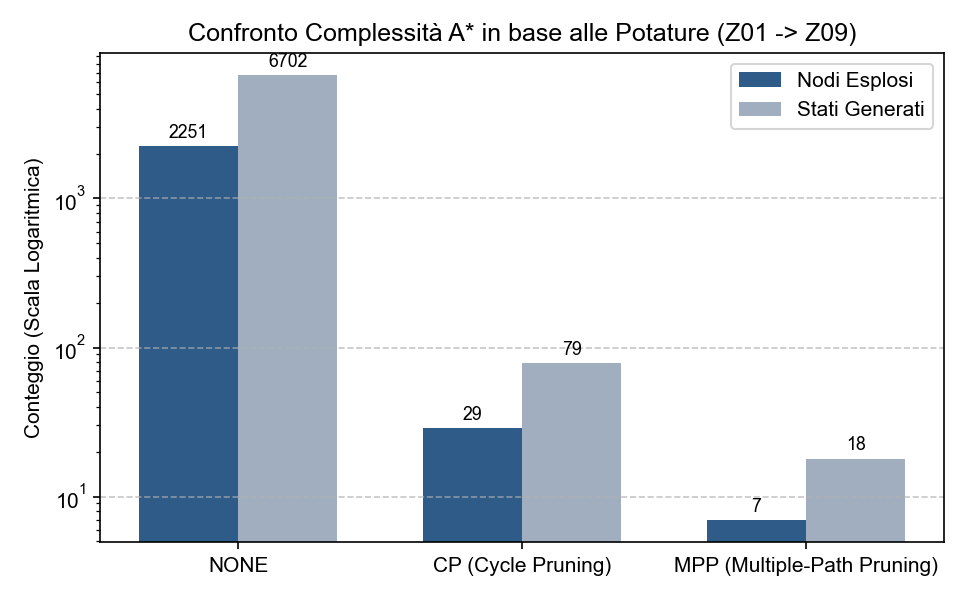 Confronto Complessità A* in base alle Potature (Z01 -> Z09)
Nodi Esplosi
Stati Generati
Conteggio (Scala Logaritmica)
10³
10²
10¹
2251
6702
29
79
7
18
NONE
CP (Cycle Pruning)
MPP (Multiple-Path Pruning)